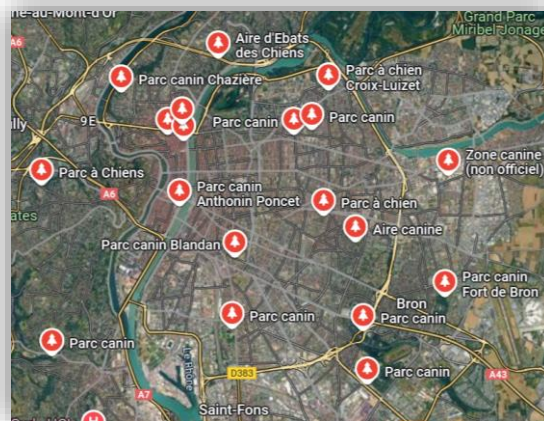 Grand Parc
Miribel Jonage
A6
Aire d'Ebats
des Chiens
Parc canin Chazière
Parc à chien
Croix-Luizet
9E
Parc canin
Parc canin
Zone canine
(non officiel)
Parc à Chiens
A6
Parc canin
Anthonin Poncet
Parc à chien
Aire canine
Parc canin Blandan
Parc canin
Fort de Bron
Bron
Parc canin
Parc canin
Parc canin
Le Rhône
D383
Parc canin
A43
A7
Saint-Fons
H